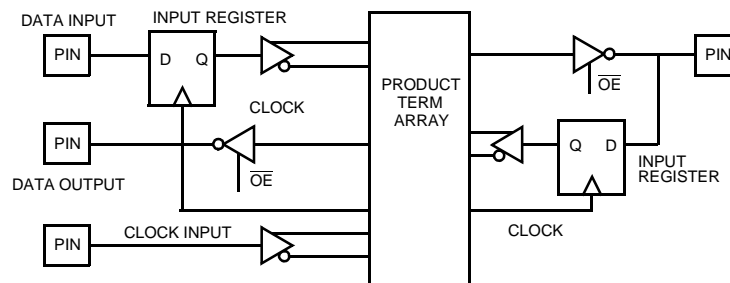 DATA INPUT
INPUT REGISTER
PIN
D Q
PRODUCT
TERM
ARRAY
OE
PIN
CLOCK
PIN
DATA OUTPUT
OE
Q D
INPUT
REGISTER
PIN
CLOCK INPUT
CLOCK